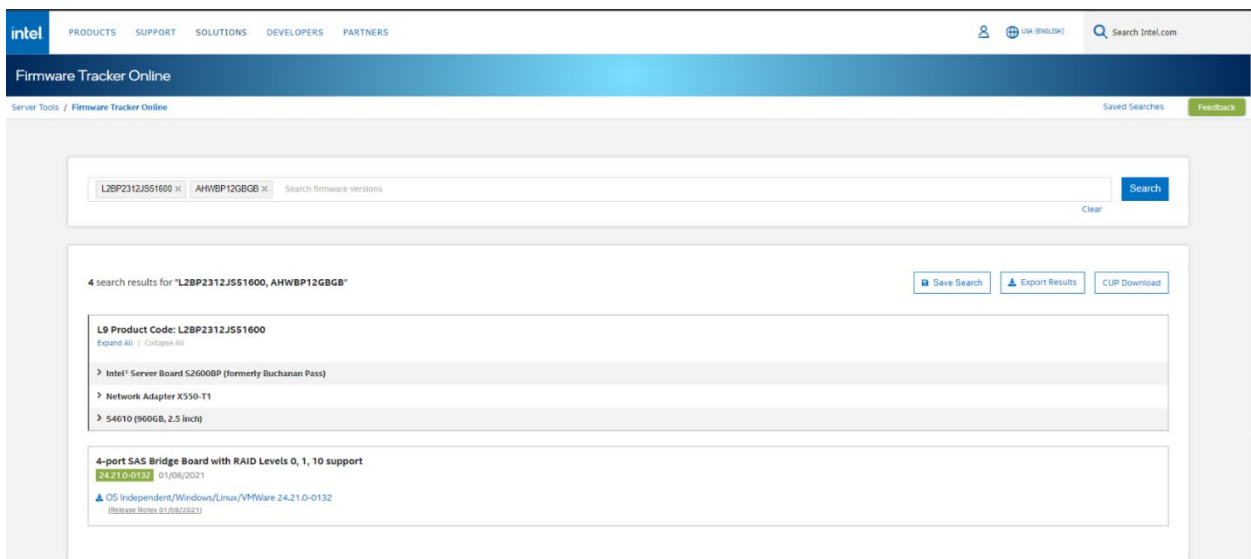 intel PRODUCTS SUPPORT SOLUTIONS DEVELOPERS PARTNERS USA (ENGLISH) Search Intel.com
Firmware Tracker Online
Server Tools / Firmware Tracker Online Saved Searches Feedback
L2BP2312JS51600 × AHWBP12GBGB × Search firmware versions Search
Clear
4 search results for "L2BP2312JS51600, AHWBP12GBGB" Save Search Export Results CUP Download
L9 Product Code: L2BP2312JS51600
Expand All | Collapse All
> Intel® Server Board S2600BP (formerly Buchanan Pass)
> Network Adapter X550-T1
> S4610 (960GB, 2.5 inch)
4-port SAS Bridge Board with RAID Levels 0, 1, 10 support
24.21.0-0132 01/08/2021
OS Independent/Windows/Linux/VMWare 24.21.0-0132
(Release Notes 01/08/2021)